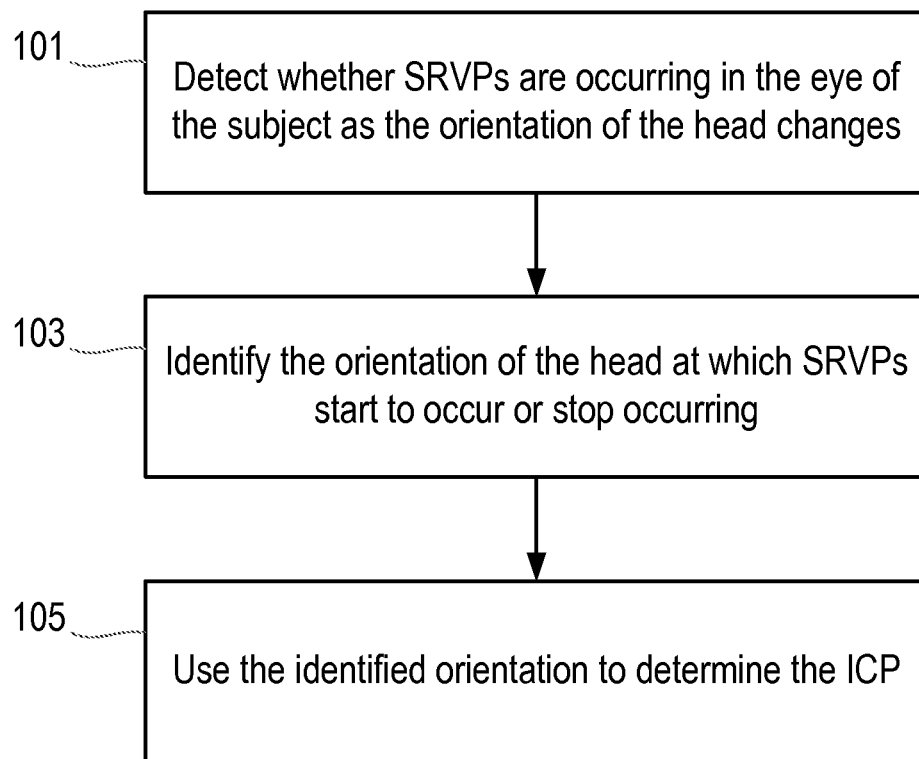 101
Detect whether SRVPs are occurring in the eye of
the subject as the orientation of the head changes
103
Identify the orientation of the head at which SRVPs
start to occur or stop occurring
105
Use the identified orientation to determine the ICP